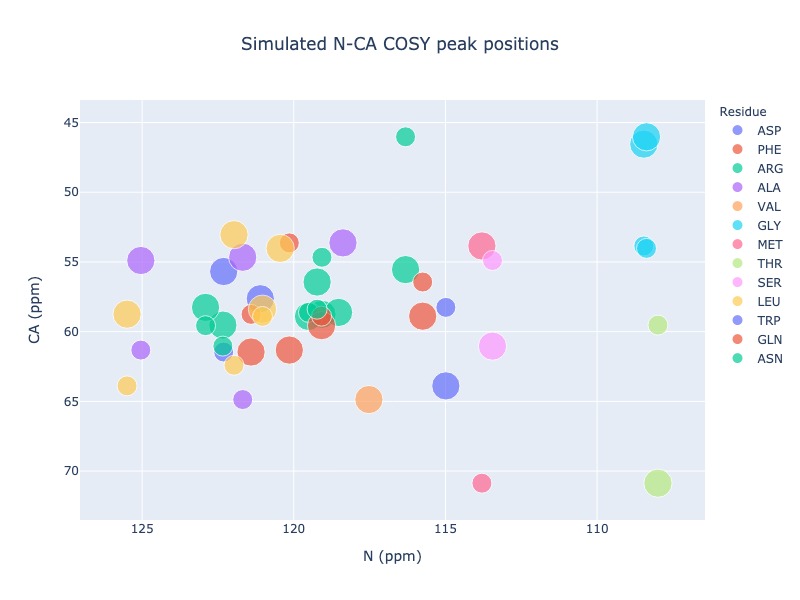 Simulated N-CA COSY peak positions
45
50
55
60
65
70
125
120
115
110
N (ppm)
CA (ppm)
Residue
ASP
PHE
ARG
ALA
VAL
GLY
MET
THR
SER
LEU
TRP
GLN
ASN